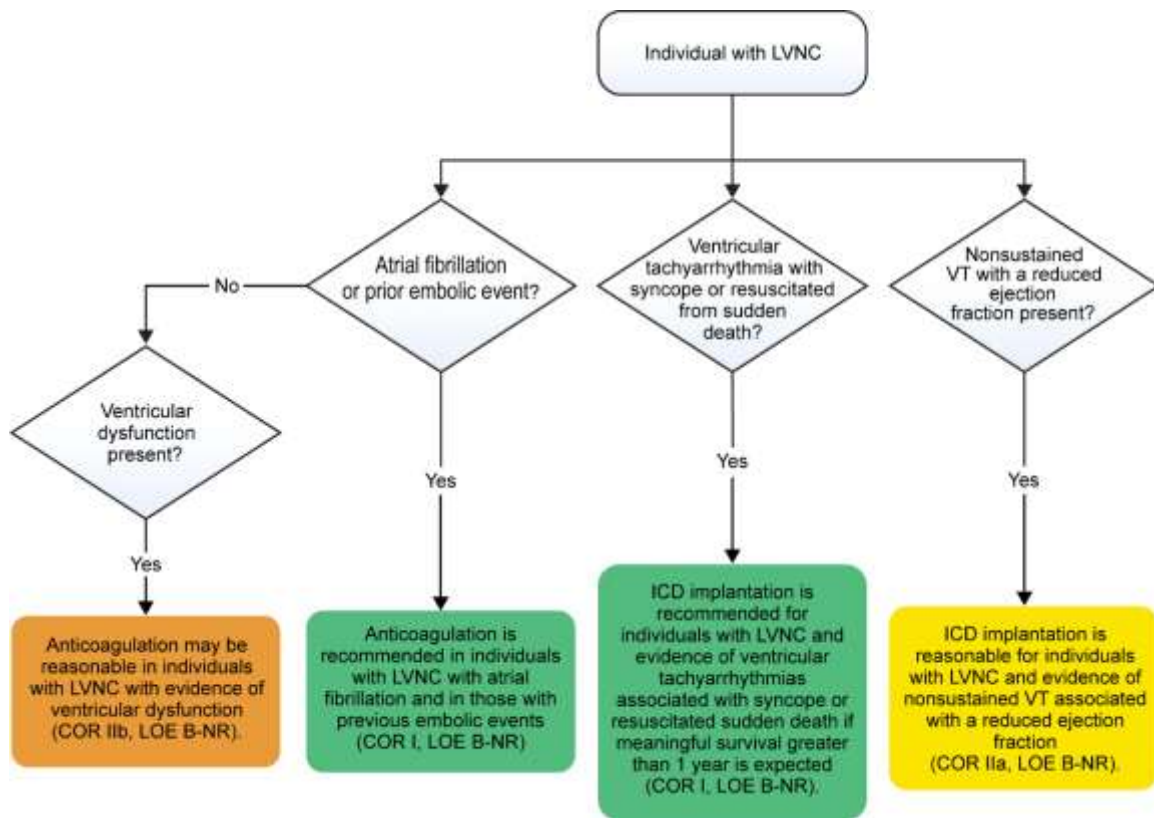 Individual with LVNC
Atrial fibrillation
or prior embolic event?
Ventricular
tachyarrhythmia with
syncope or resuscitated
from sudden
death?
Nonsustained
VT with a reduced
ejection
fraction present?
No
Ventricular
dysfunction
present?
Yes
Yes
Yes
Yes
Anticoagulation may be
reasonable in individuals
with LVNC with evidence of
ventricular dysfunction
(COR IIb, LOE B-NR).
Anticoagulation is
recommended in individuals
with LVNC with atrial
fibrillation and in those with
previous embolic events
(COR I, LOE B-NR)
ICD implantation is
recommended for
individuals with LVNC and
evidence of ventricular
tachyarrhythmias
associated with syncope or
resuscitated sudden death if
meaningful survival greater
than 1 year is expected
(COR I, LOE B-NR).
ICD implantation is
reasonable for individuals
with LVNC and evidence of
nonsustained VT associated
with a reduced ejection
fraction
(COR IIa, LOE B-NR).